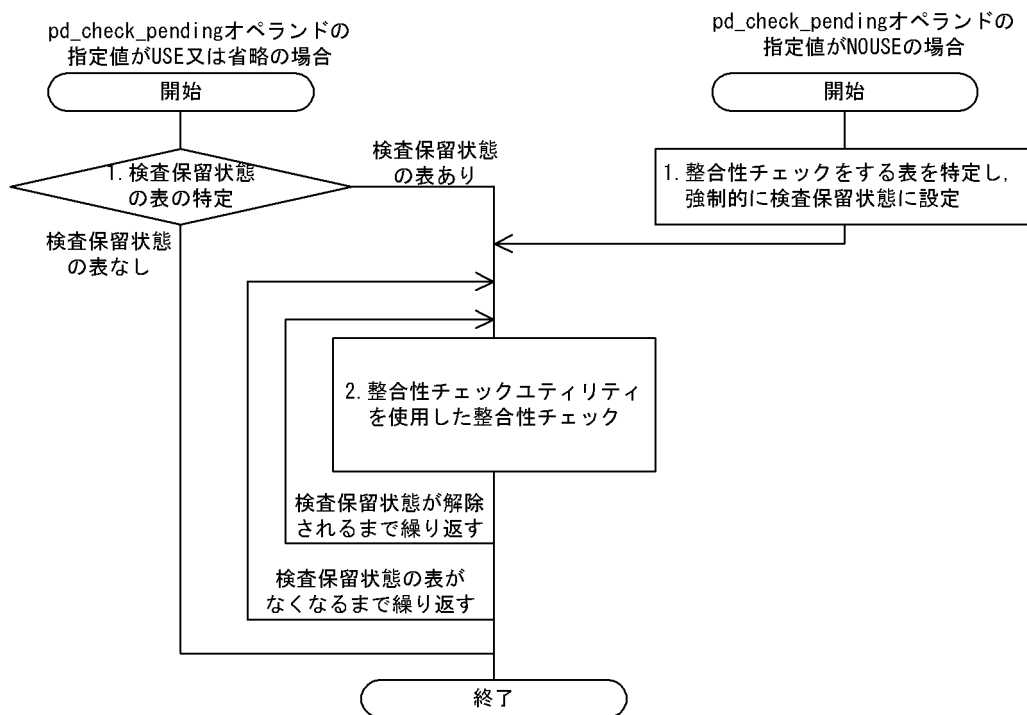 pd_check_pendingオペランドの
指定値がUSE又は省略の場合
開始
1.検査保留状態
の表の特定
検査保留状態
の表あり
検査保留状態
の表なし
pd_check_pendingオペランドの
指定値がNOUSEの場合
開始
1.整合性チェックをする表を特定し,
強制的に検査保留状態に設定
2.整合性チェックユティリティ
を使用した整合性チェック
検査保留状態が解除
されるまで繰り返す
検査保留状態の表が
なくなるまで繰り返す
終了